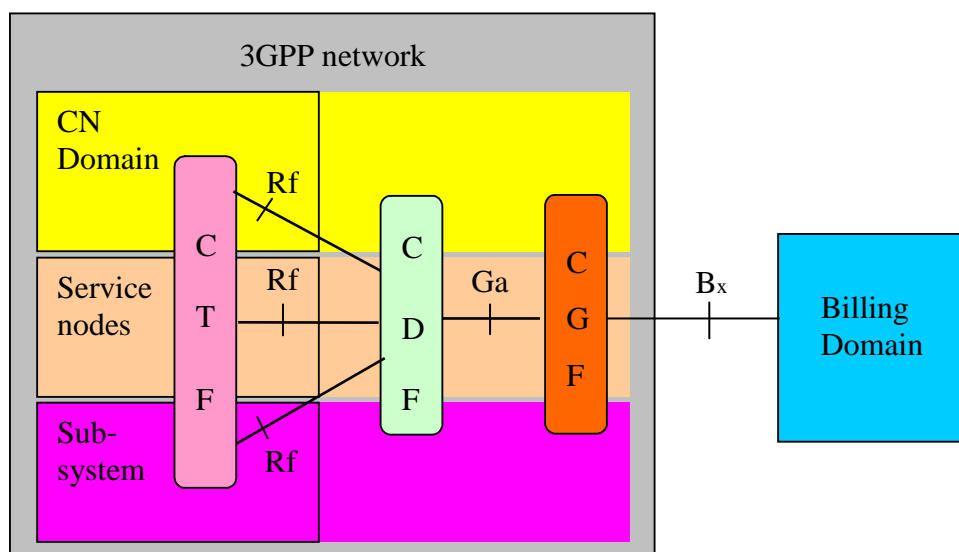 3GPP network
CN
Domain
Rf
C
T
F
Service
nodes
Rf
Sub-
system
Rf
C
D
F
Ga
C
G
F
Bx
Billing
Domain